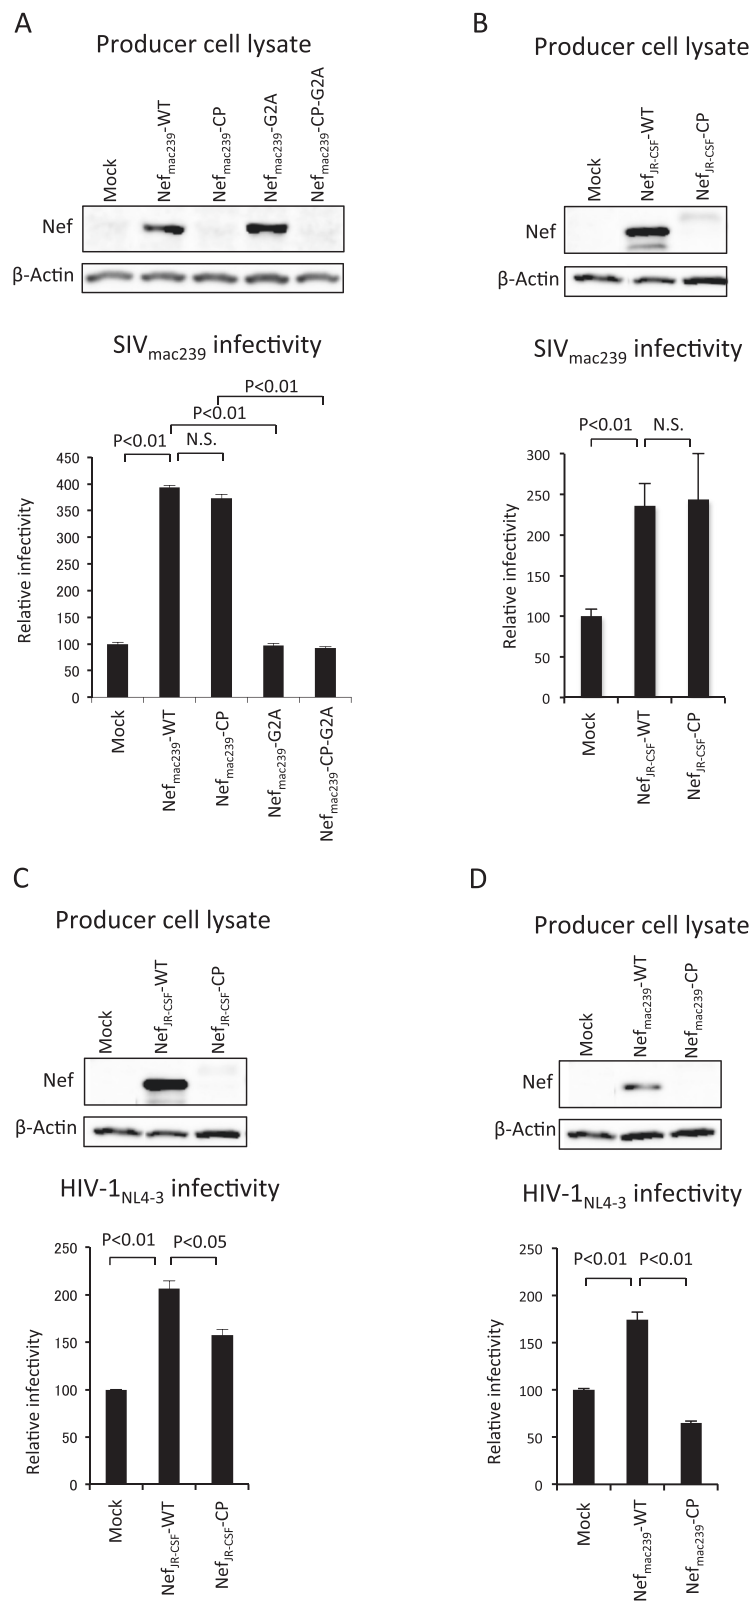 A
Producer cell lysate
Mock
Nefmac239-WT
Nefmac239-CP
Nefmac239-G2A
Nefmac239-CP-G2A
Nef
β-Actin
SIVmac239 infectivity
P<0.01
P<0.01
P<0.01
N.S.
Relative infectivity
450
400
350
300
250
200
150
100
50
0
Mock
Nefmac239-WT
Nefmac239-CP
Nefmac239-G2A
Nefmac239-CP-G2A
B
Producer cell lysate
Mock
NefJR-CSF-WT
NefJR-CSF-CP
Nef
β-Actin
SIVmac239 infectivity
P<0.01
N.S.
Relative infectivity
300
250
200
150
100
50
0
Mock
NefJR-CSF-WT
NefJR-CSF-CP
C
Producer cell lysate
Mock
NefJR-CSF-WT
NefJR-CSF-CP
Nef
β-Actin
HIV-1NL4-3 infectivity
P<0.01
P<0.05
Relative infectivity
250
200
150
100
50
0
Mock
NefJR-CSF-WT
NefJR-CSF-CP
D
Producer cell lysate
Mock
Nefmac239-WT
Nefmac239-CP
Nef
β-Actin
HIV-1NL4-3 infectivity
P<0.01
P<0.01
Relative infectivity
250
200
150
100
50
0
Mock
Nefmac239-WT
Nefmac239-CP